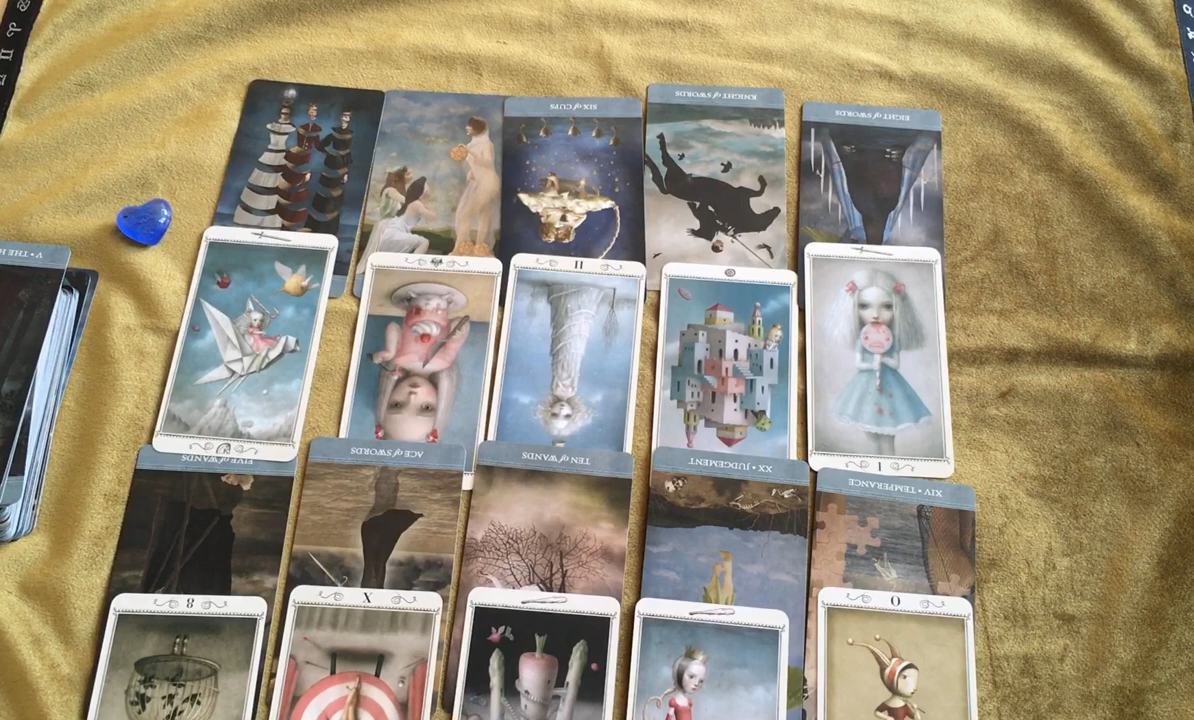 SIX of CUPS
KNIGHT of SWORDS
EIGHT of SWORDS
V • THE H
II
I
FIVE of WANDS
ACE of SWORDS
TEN of WANDS
XX • JUDGEMENT
XIV • TEMPERANCE
8
X
0